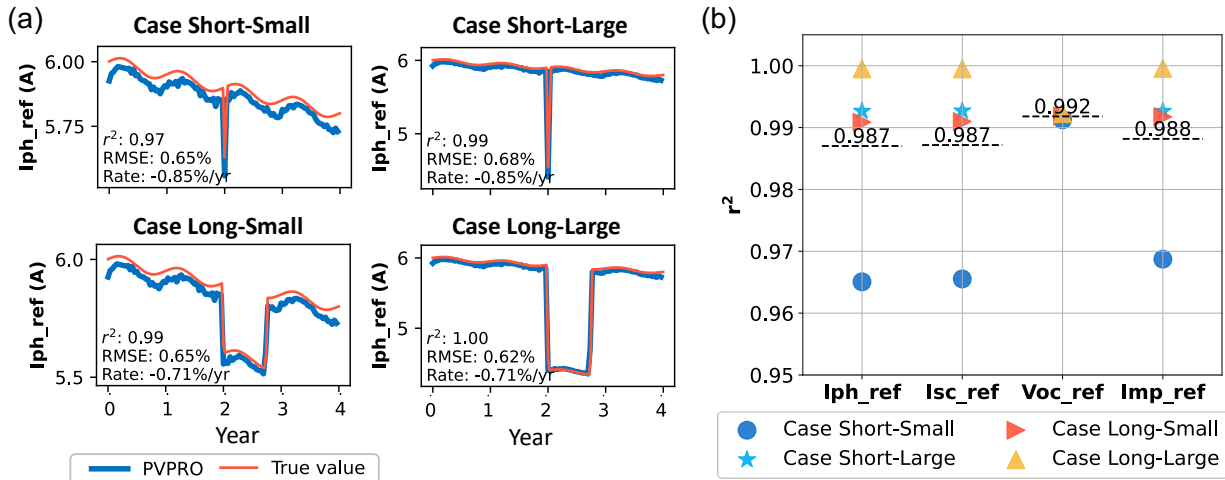 (a)
Case Short-Small
Iph_ref (A)
6.00
5.75
r²: 0.97
RMSE: 0.65%
Rate: -0.85%/yr
Case Short-Large
Iph_ref (A)
6
5
r²: 0.99
RMSE: 0.68%
Rate: -0.85%/yr
Case Long-Small
Iph_ref (A)
6.0
5.5
r²: 0.99
RMSE: 0.65%
Rate: -0.71%/yr
0 1 2 3 4
Year
Case Long-Large
Iph_ref (A)
6
5
r²: 1.00
RMSE: 0.62%
Rate: -0.71%/yr
0 1 2 3 4
Year
PVPRO True value
(b)
r²
1.00
0.99
0.98
0.97
0.96
0.95
0.987
0.987
0.992
0.988
Iph_ref Isc_ref Voc_ref Imp_ref
Case Short-Small Case Long-Small
Case Short-Large Case Long-Large